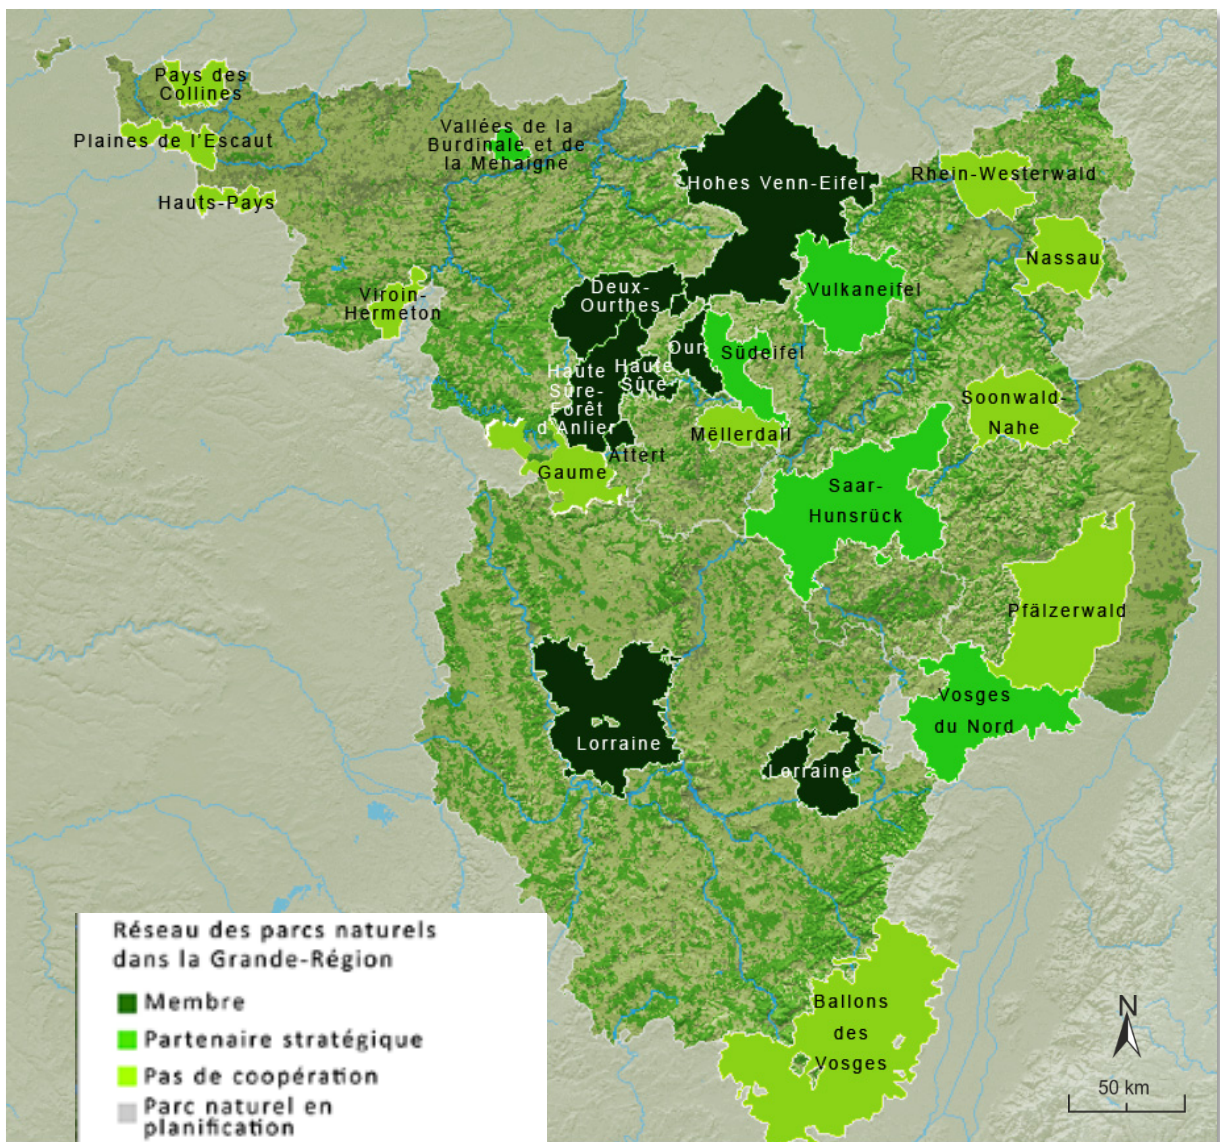 Pays des
Collines
Plaines de l'Escaut
Hauts-Pays
Vallées de la
Burdinale et de
la Mehaigne
Hohes Venn-Eifel
Rhein-Westerwald
Nassau
Viroin-
Hermeton
Deux-
Ourthes
Vulkaneifel
Our
Südeifel
Haute
Sûre
Haute
Sûre-
Forêt
d'Anlier
Mëllerdall
Attert
Gaume
Soonwald-
Nahe
Saar-
Hunsrück
Pfälzerwald
Vosges
du Nord
Lorraine
Lorraine
Ballons
des
Vosges
Réseau des parcs naturels
dans la Grande-Région
Membre
Partenaire stratégique
Pas de coopération
Parc naturel en
planification
N
50 km